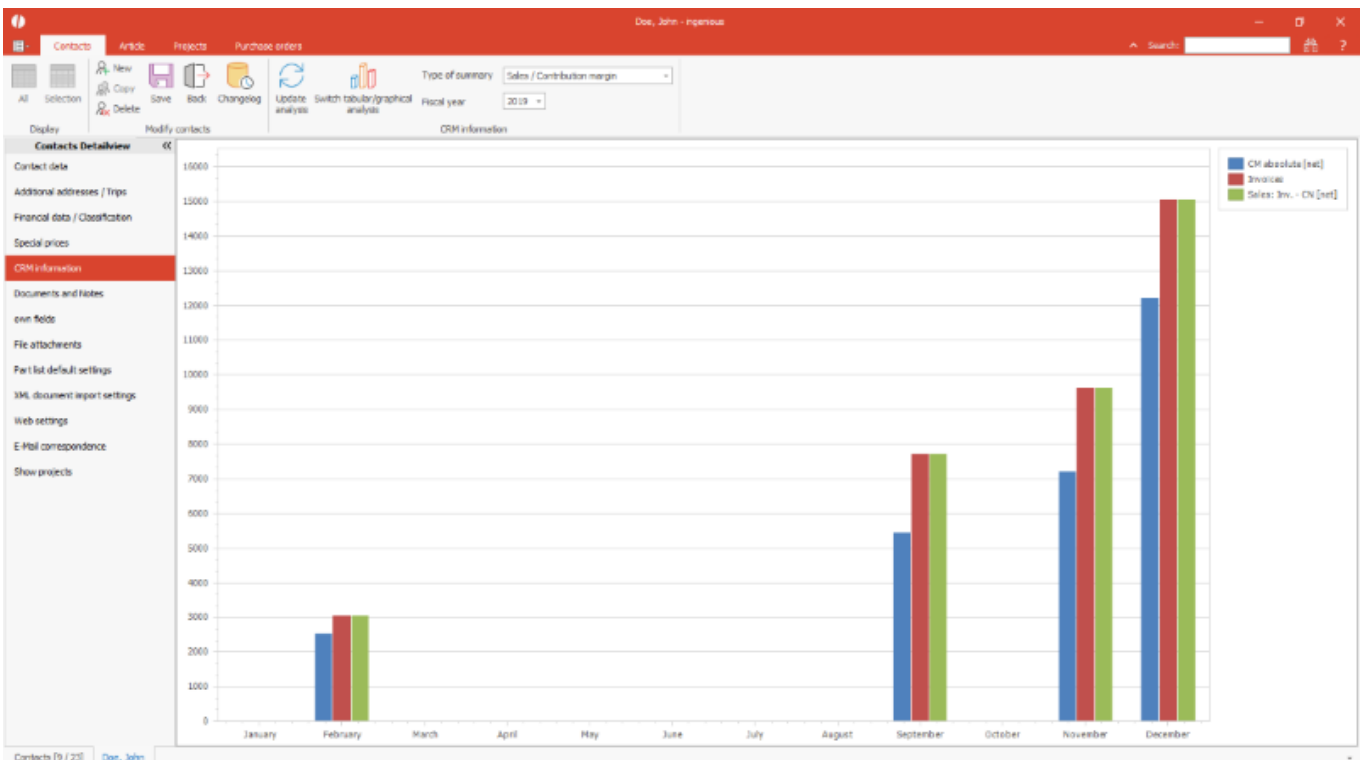 Doe, John - ingenious
Contacts Article Projects Purchase orders Search: ?
New
Copy
Delete
All Selection Save Back Changelog Update analysis Switch tabular/graphical analysis
Type of summary Sales / Contribution margin
Fiscal year 2019
Display Modify contacts CRM information
Contacts Detailview
Contact data
Additional addresses / Trips
Financial data / Classification
Special prices
CRM information
Documents and Notes
own fields
File attachments
Part list default settings
XML document import settings
Web settings
E-Mail correspondence
Show projects
16000
15000
14000
13000
12000
11000
10000
9000
8000
7000
6000
5000
4000
3000
2000
1000
0
January February March April May June July August September October November December
CM absolute [net]
Invoices
Sales: Inv. - CN [net]
Contacts [9 / 23] Doe, John